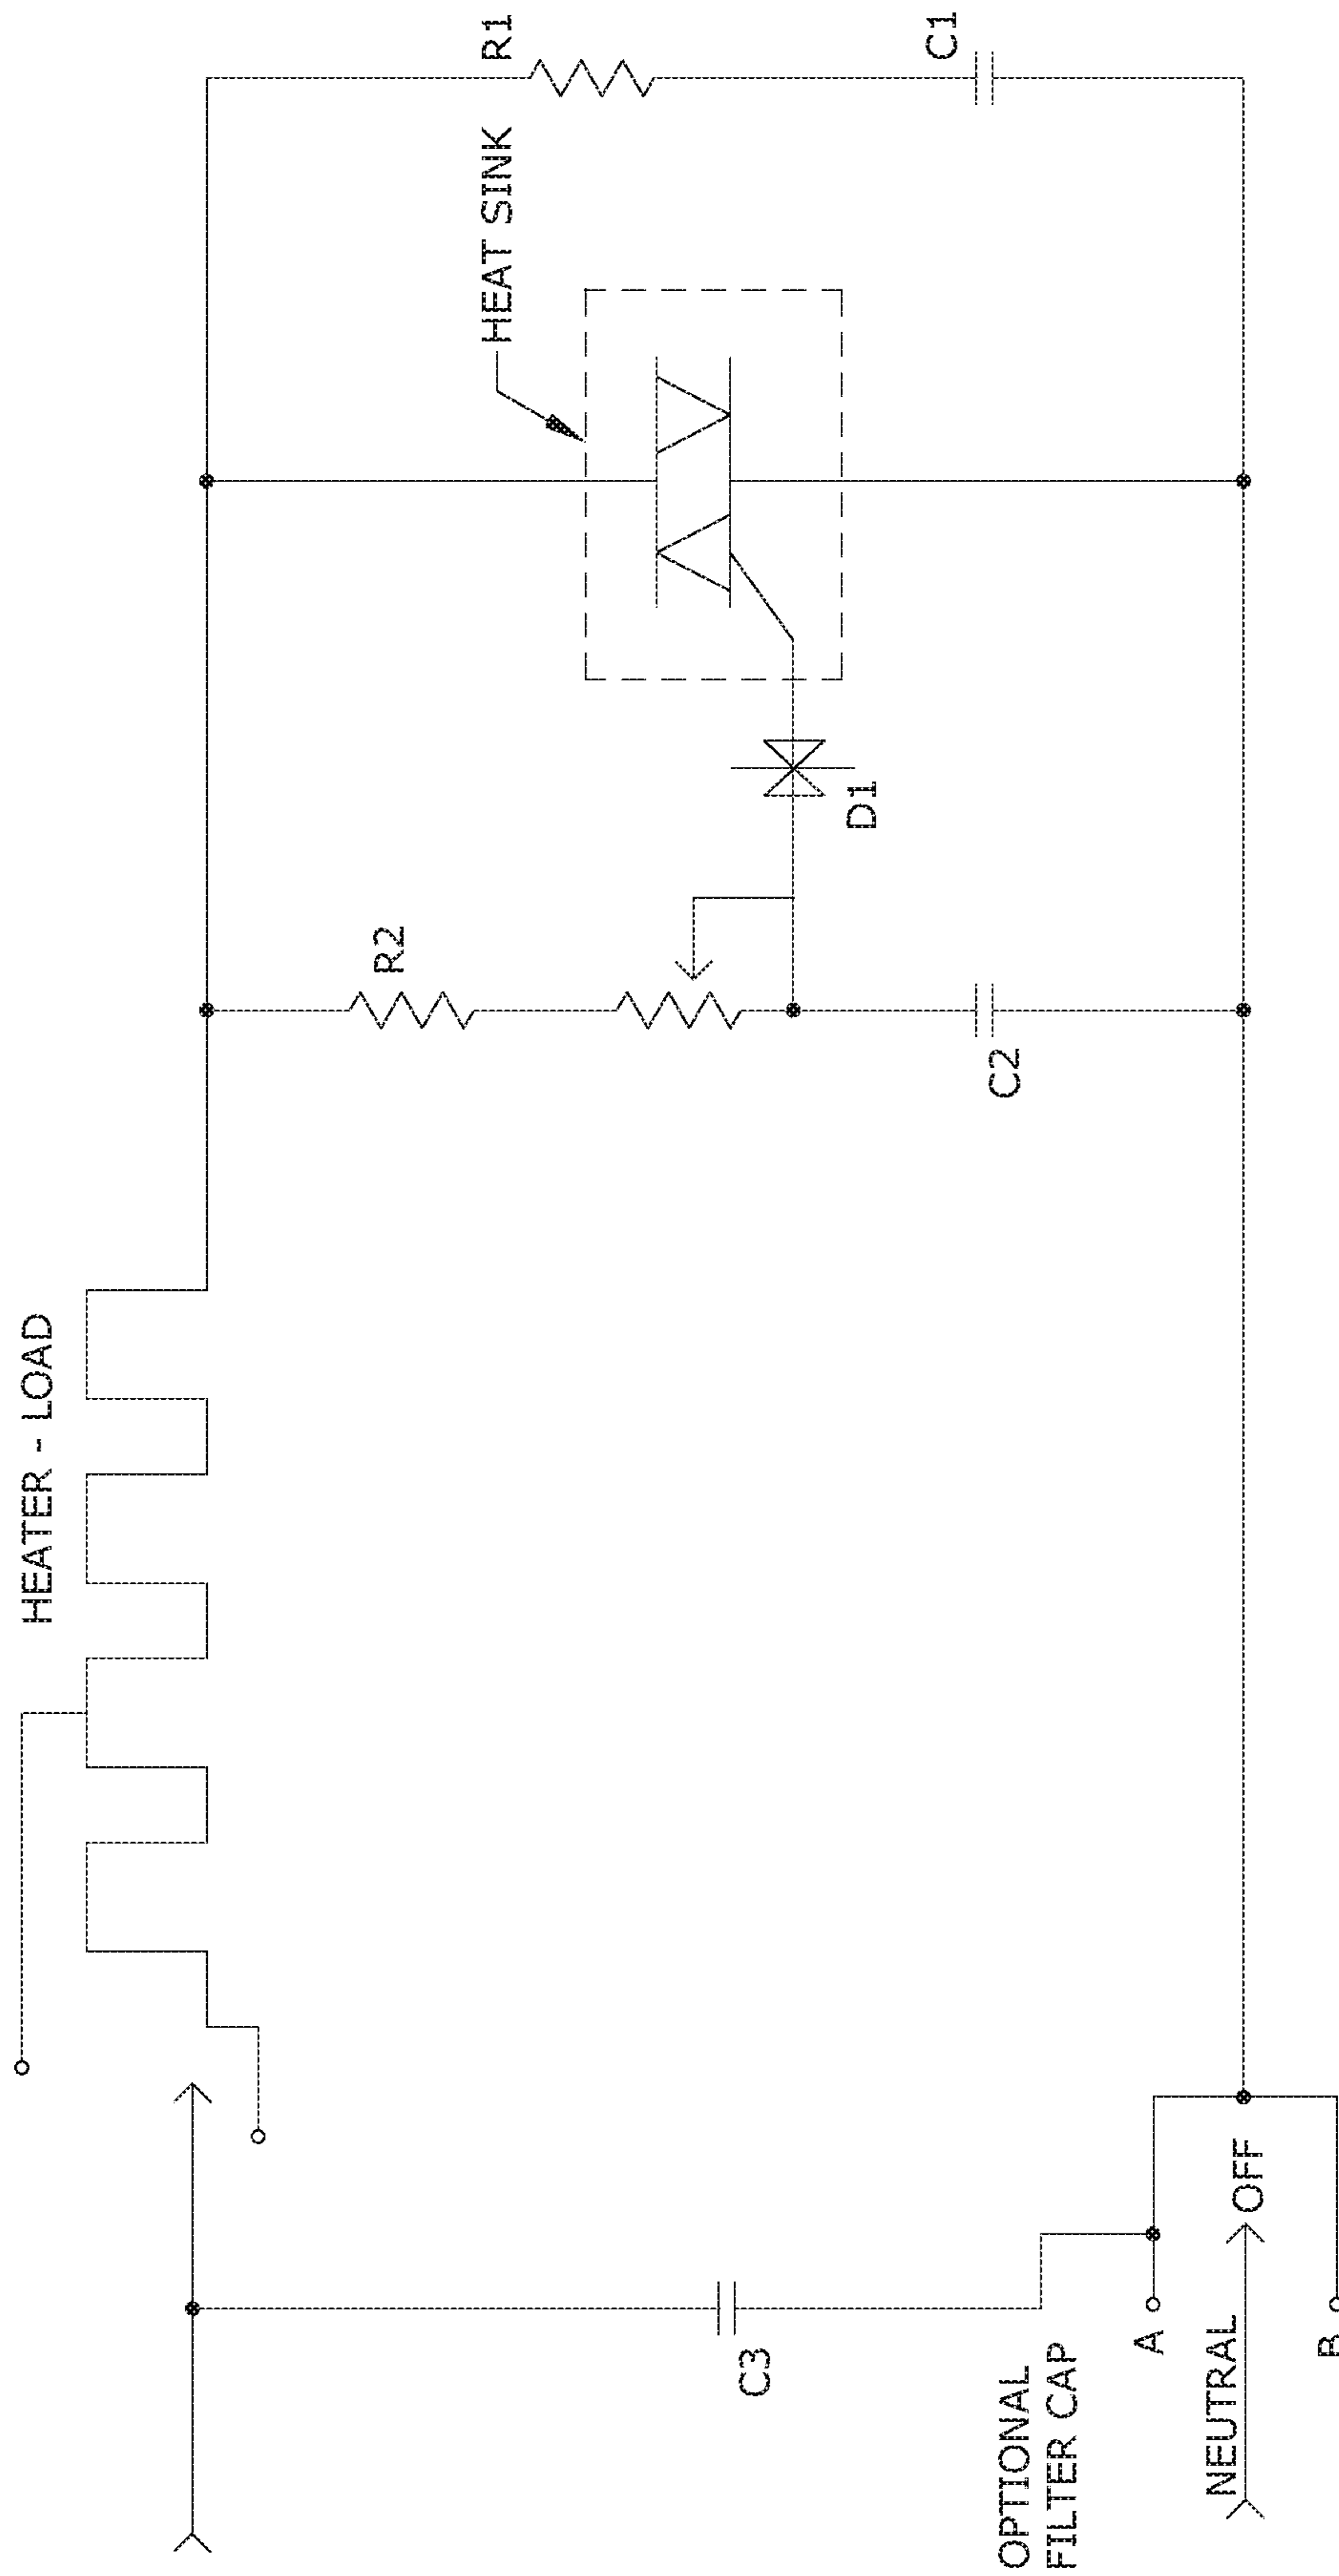 HEATER - LOAD
R1
HEAT SINK
R2
D1
C1
C2
C3
OPTIONAL
FILTER CAP
A
NEUTRAL
OFF
B